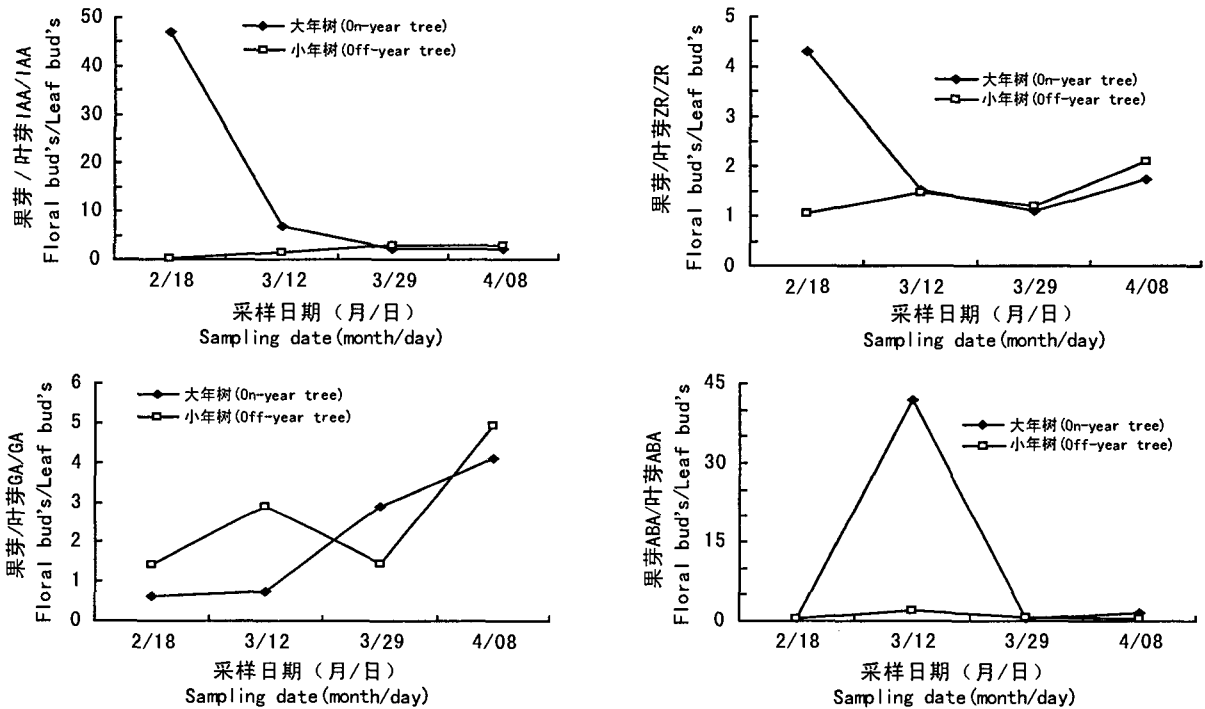 果芽/叶芽IAA/IAA
Floral bud's/Leaf bud's
50
40
30
20
10
0
大年树(On-year tree)
小年树(Off-year tree)
2/18 3/12 3/29 4/08
采样日期（月/日）
Sampling date(month/day)
果芽/叶芽ZR/ZR
Floral bud's/Leaf bud's
5
4
3
2
1
0
大年树(On-year tree)
小年树(Off-year tree)
2/18 3/12 3/29 4/08
采样日期（月/日）
Sampling date(month/day)
果芽/叶芽GA/GA
Floral bud's/Leaf bud's
6
5
4
3
2
1
0
大年树(On-year tree)
小年树(Off-year tree)
2/18 3/12 3/29 4/08
采样日期（月/日）
Sampling date(month/day)
果芽ABA/叶芽ABA
Floral bud's/Leaf bud's
45
30
15
0
大年树(On-year tree)
小年树(Off-year tree)
2/18 3/12 3/29 4/08
采样日期（月/日）
Sampling date(month/day)